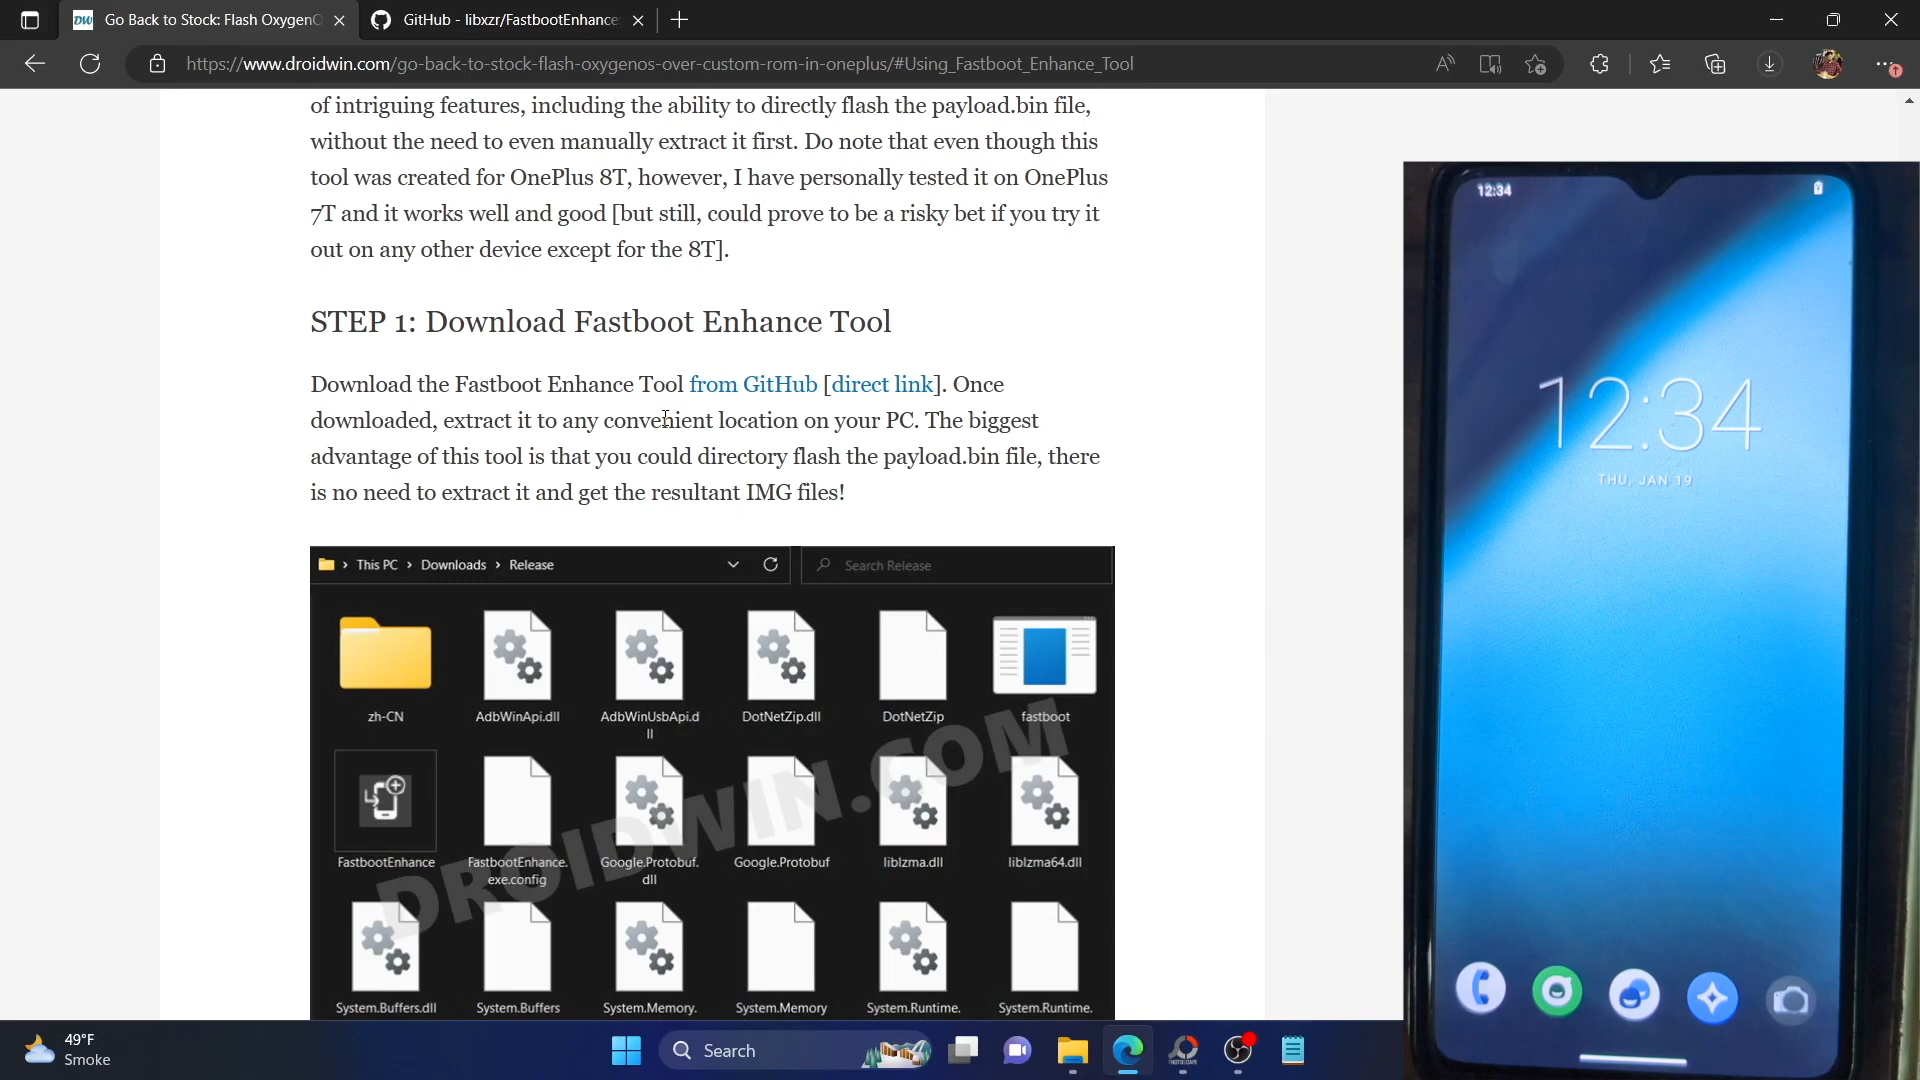 Go Back to Stock: Flash OxygenO
GitHub - libxzr/FastbootEnhance:
https://www.droidwin.com/go-back-to-stock-flash-oxygenos-over-custom-rom-in-oneplus/#Using_Fastboot_Enhance_Tool
of intriguing features, including the ability to directly flash the payload.bin file,
without the need to even manually extract it first. Do note that even though this
tool was created for OnePlus 8T, however, I have personally tested it on OnePlus
7T and it works well and good [but still, could prove to be a risky bet if you try it
out on any other device except for the 8T].
STEP 1: Download Fastboot Enhance Tool
Download the Fastboot Enhance Tool from GitHub [direct link]. Once
downloaded, extract it to any convenient location on your PC. The biggest
advantage of this tool is that you could directory flash the payload.bin file, there
is no need to extract it and get the resultant IMG files!
This PC > Downloads > Release
Search Release
zh-CN
AdbWinApi.dll
AdbWinUsbApi.d
ll
DotNetZip.dll
DotNetZip
fastboot
FastbootEnhance
FastbootEnhance.
exe.config
Google.Protobuf.
dll
Google.Protobuf
liblzma.dll
liblzma64.dll
System.Buffers.dll
System.Buffers
System.Memory.
System.Memory
System.Runtime.
System.Runtime.
DROIDWIN.COM
12:34
12:34
THU, JAN 19
49°F
Smoke
Search